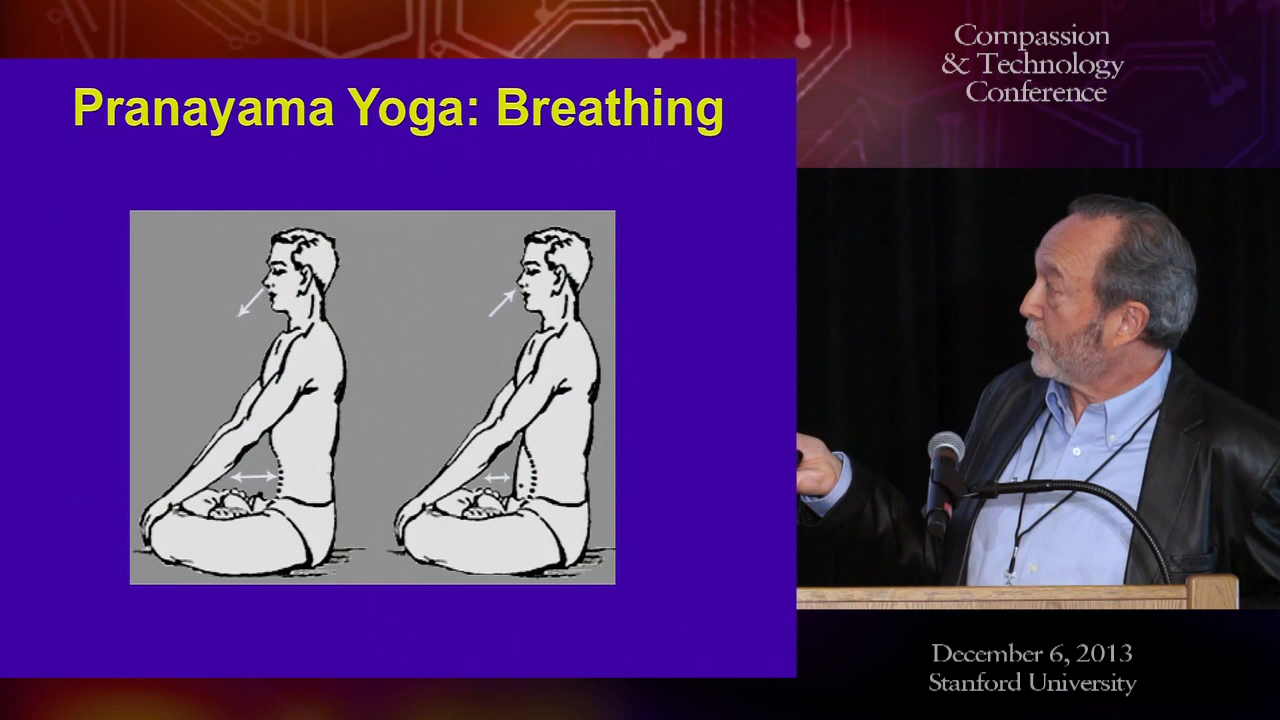 Pranayama Yoga: Breathing
Compassion
& Technology
Conference
December 6, 2013
Stanford University